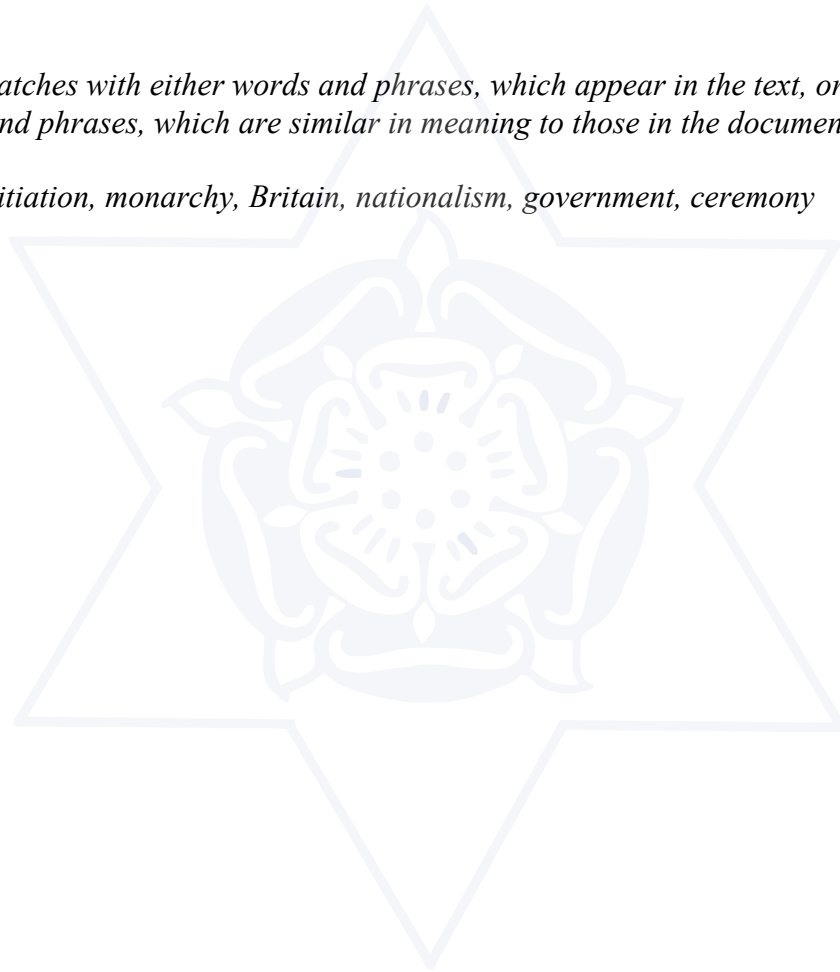 atches with either words and phrases, which appear in the text, or
nd phrases, which are similar in meaning to those in the documen
itiation, monarchy, Britain, nationalism, government, ceremony